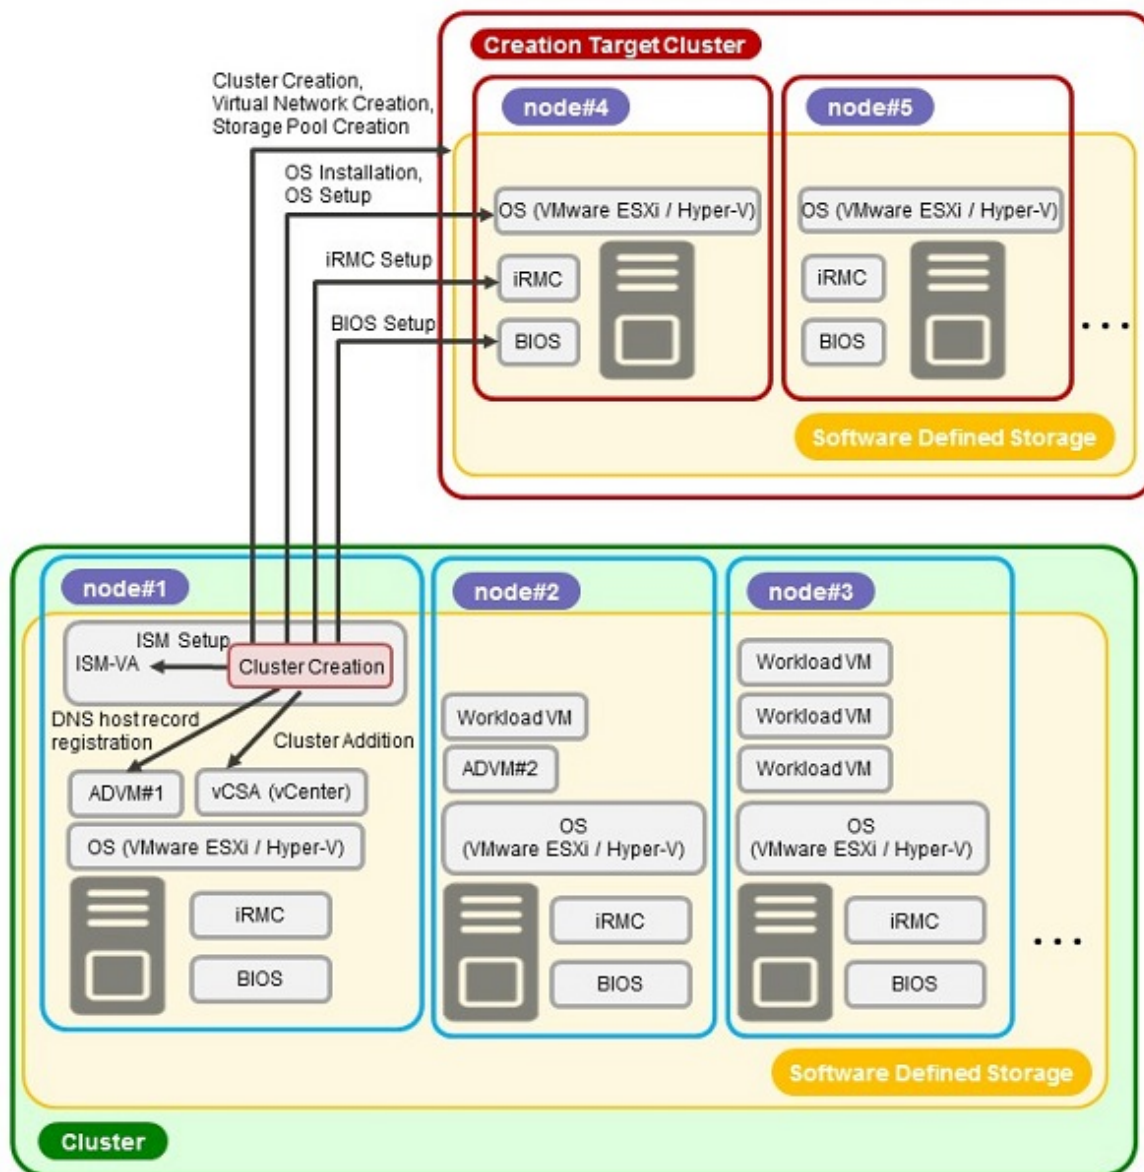 Creation Target Cluster
Cluster Creation,
Virtual Network Creation,
Storage Pool Creation
node#4
node#5
OS Installation,
OS Setup
OS (VMware ESXi / Hyper-V)
OS (VMware ESXi / Hyper-V)
iRMC Setup
iRMC
iRMC
BIOS Setup
BIOS
BIOS
...
Software Defined Storage
node#1
node#2
node#3
ISM Setup
ISM-VA
Cluster Creation
DNS host record
registration
Cluster Addition
ADVM#1
vCSA (vCenter)
OS (VMware ESXi / Hyper-V)
iRMC
BIOS
Workload VM
ADVM#2
OS
(VMware ESXi / Hyper-V)
iRMC
BIOS
Workload VM
Workload VM
Workload VM
OS
(VMware ESXi / Hyper-V)
iRMC
BIOS
...
Software Defined Storage
Cluster